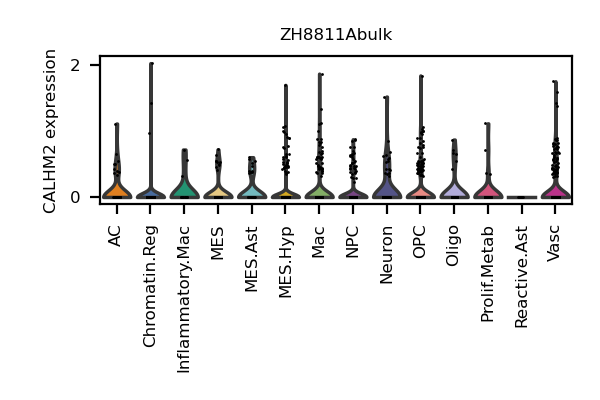 ZH8811Abulk
CALHM2 expression
2
0
AC
Chromatin.Reg
Inflammatory.Mac
MES
MES.Ast
MES.Hyp
Mac
NPC
Neuron
OPC
Oligo
Prolif.Metab
Reactive.Ast
Vasc